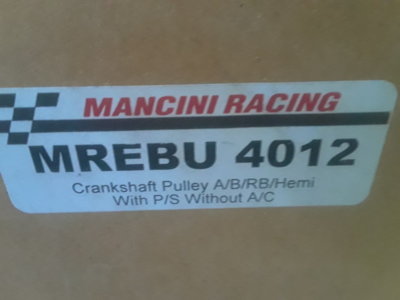 MANCINI RACING
MREBU 4012
Crankshaft Pulley A/B/RB/Hemi
With P/S Without A/C